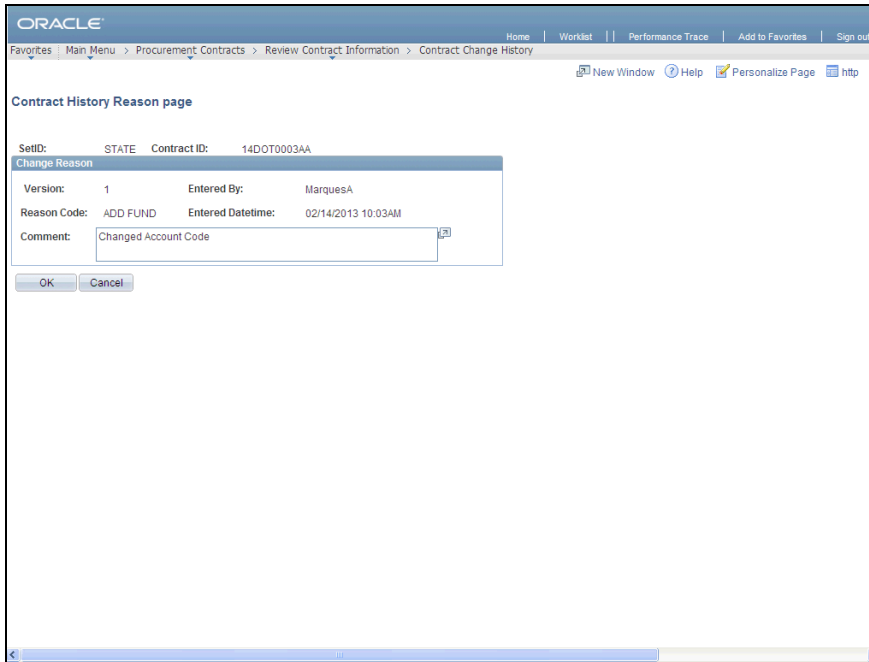 ORACLE
Home | Worklist | | Performance Trace | Add to Favorites | Sign out
Favorites | Main Menu > Procurement Contracts > Review Contract Information > Contract Change History
New Window Help Personalize Page http
Contract History Reason page
SetID: STATE Contract ID: 14DOT0003AA
Change Reason
Version: 1 Entered By: MarquesA
Reason Code: ADD FUND Entered Datetime: 02/14/2013 10:03AM
Comment: Changed Account Code
OK Cancel